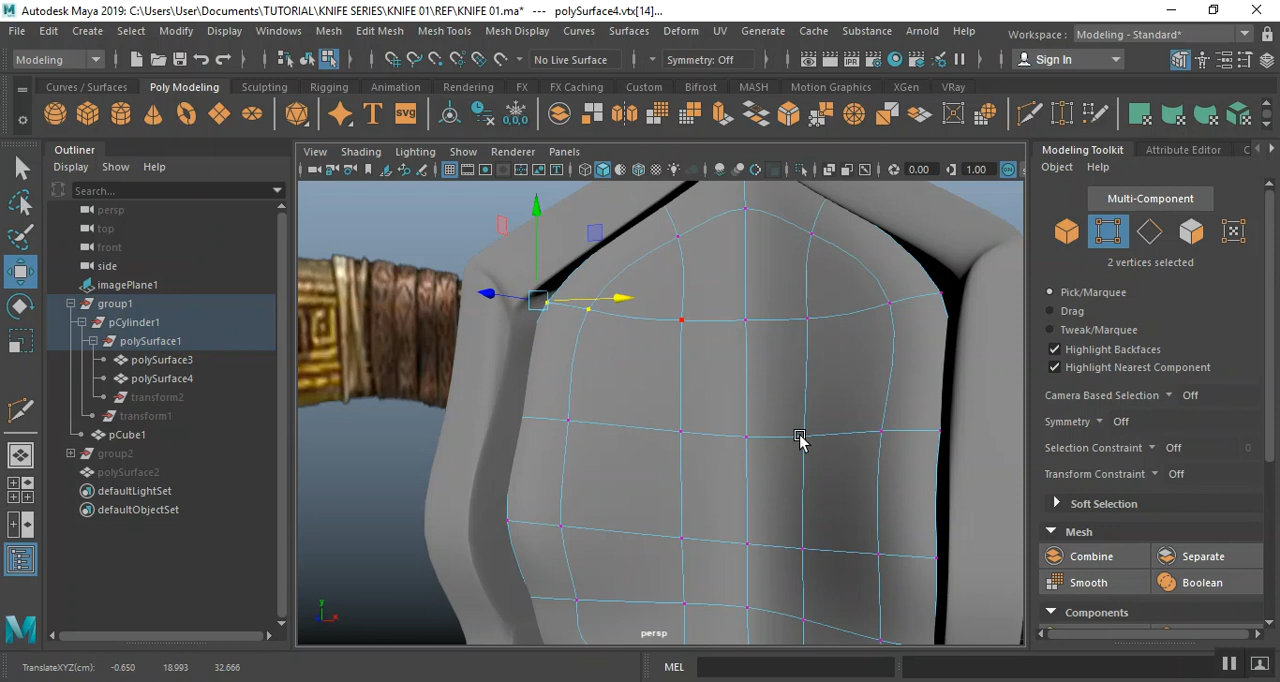 Autodesk Maya 2019: C:\Users\User\Documents\TUTORIAL\KNIFE SERIES\KNIFE 01\REF\KNIFE 01.ma* --- polySurface4.vtx[14]...
File Edit Create Select Modify Display Windows Mesh Edit Mesh Mesh Tools Mesh Display Curves Surfaces Deform UV Generate Cache Substance Arnold Help Workspace : Modeling - Standard*
Modeling No Live Surface Symmetry: Off Sign In
Curves / Surfaces Poly Modeling Sculpting Rigging Animation Rendering FX FX Caching Custom Bifrost MASH Motion Graphics XGen VRay
T SVG 0,0,0
Outliner
Display Show Help
Search...
persp
top
front
side
imagePlane1
group1
pCylinder1
polySurface1
polySurface3
polySurface4
transform2
transform1
pCube1
group2
polySurface2
defaultLightSet
defaultObjectSet
View Shading Lighting Show Renderer Panels
0.00 1.00
y
x
persp
Modeling Toolkit Attribute Editor C
Object Help
Multi-Component
2 vertices selected
Pick/Marquee
Drag
Tweak/Marquee
Highlight Backfaces
Highlight Nearest Component
Camera Based Selection Off
Symmetry Off
Selection Constraint Off 0
Transform Constraint Off
Soft Selection
Mesh
Combine Separate
Smooth Boolean
Components
TranslateXYZ(cm): -0.650 18.993 32.666 MEL